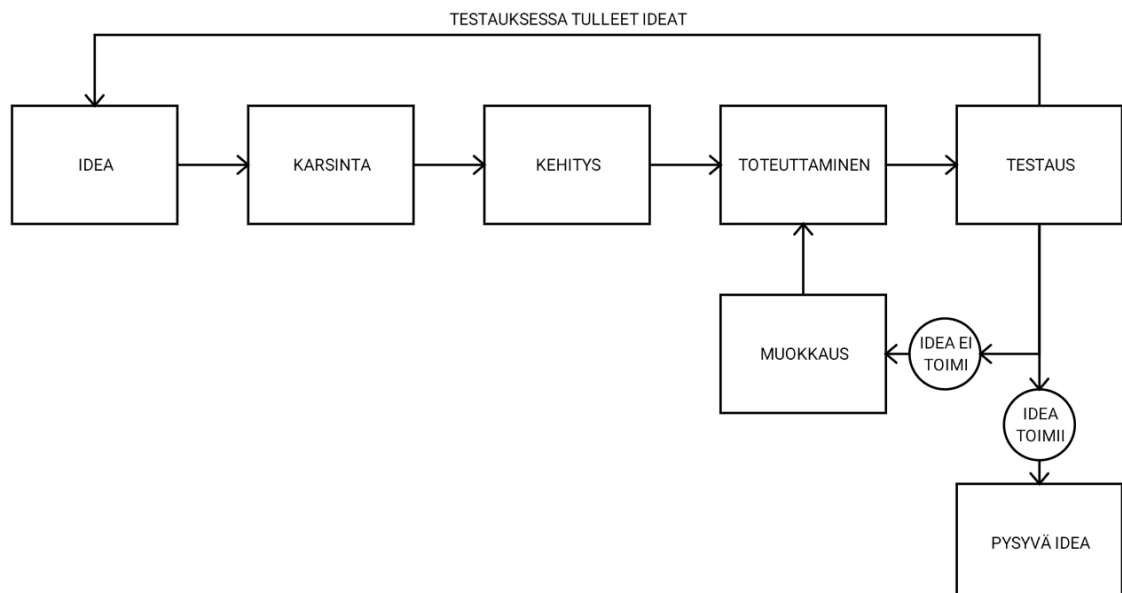 TESTAUKSESSA TULLEET IDEAT
IDEA
KARSINTA
KEHITYS
TOTEUTTAMINEN
TESTAUS
MUOKKAUS
IDEA EI
TOIMI
IDEA
TOIMII
PYSYVÄ IDEA